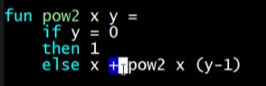 fun pow2 x y =
if y = 0
then 1
else x + pow2 x (y-1)